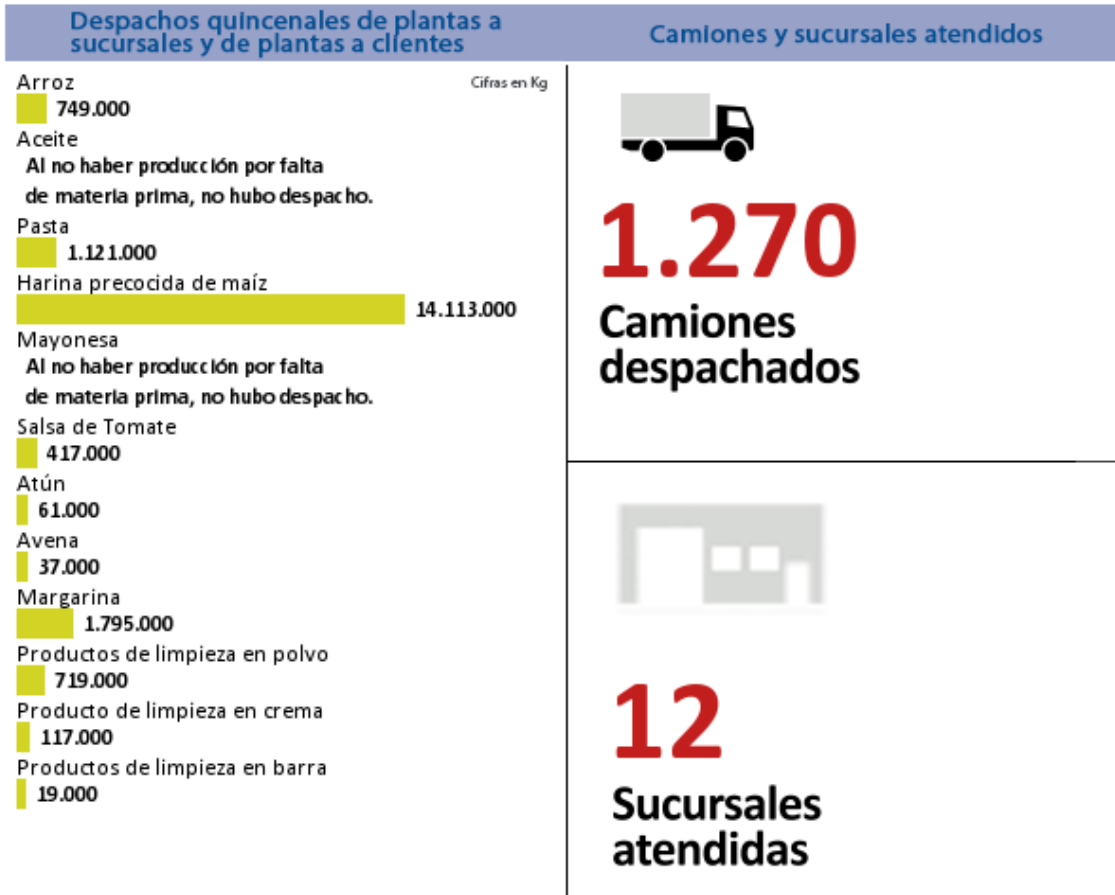 Despachos quincenales de plantas a
sucursales y de plantas a clientes
Cifras en Kg
Arroz
749.000
Aceite
Al no haber producción por falta
de materia prima, no hubo despacho.
Pasta
1.121.000
Harina precocida de maíz
14.113.000
Mayonesa
Al no haber producción por falta
de materia prima, no hubo despacho.
Salsa de Tomate
417.000
Atún
61.000
Avena
37.000
Margarina
1.795.000
Productos de limpieza en polvo
719.000
Producto de limpieza en crema
117.000
Productos de limpieza en barra
19.000
Camiones y sucursales atendidos
1.270
Camiones
despachados
12
Sucursales
atendidas